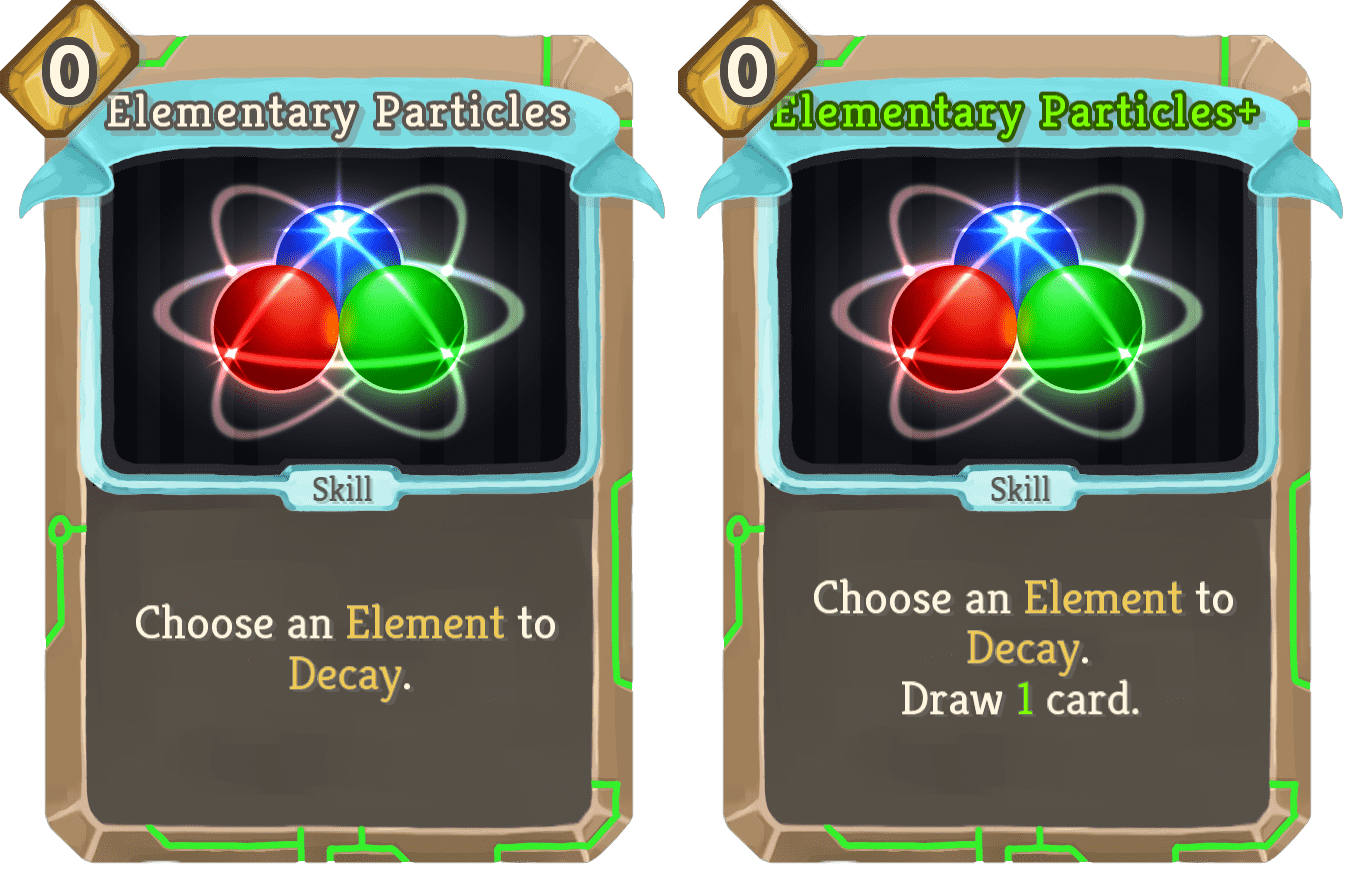 0
Elementary Particles
Skill
Choose an Element to
Decay.
0
Elementary Particles+
Skill
Choose an Element to
Decay.
Draw 1 card.